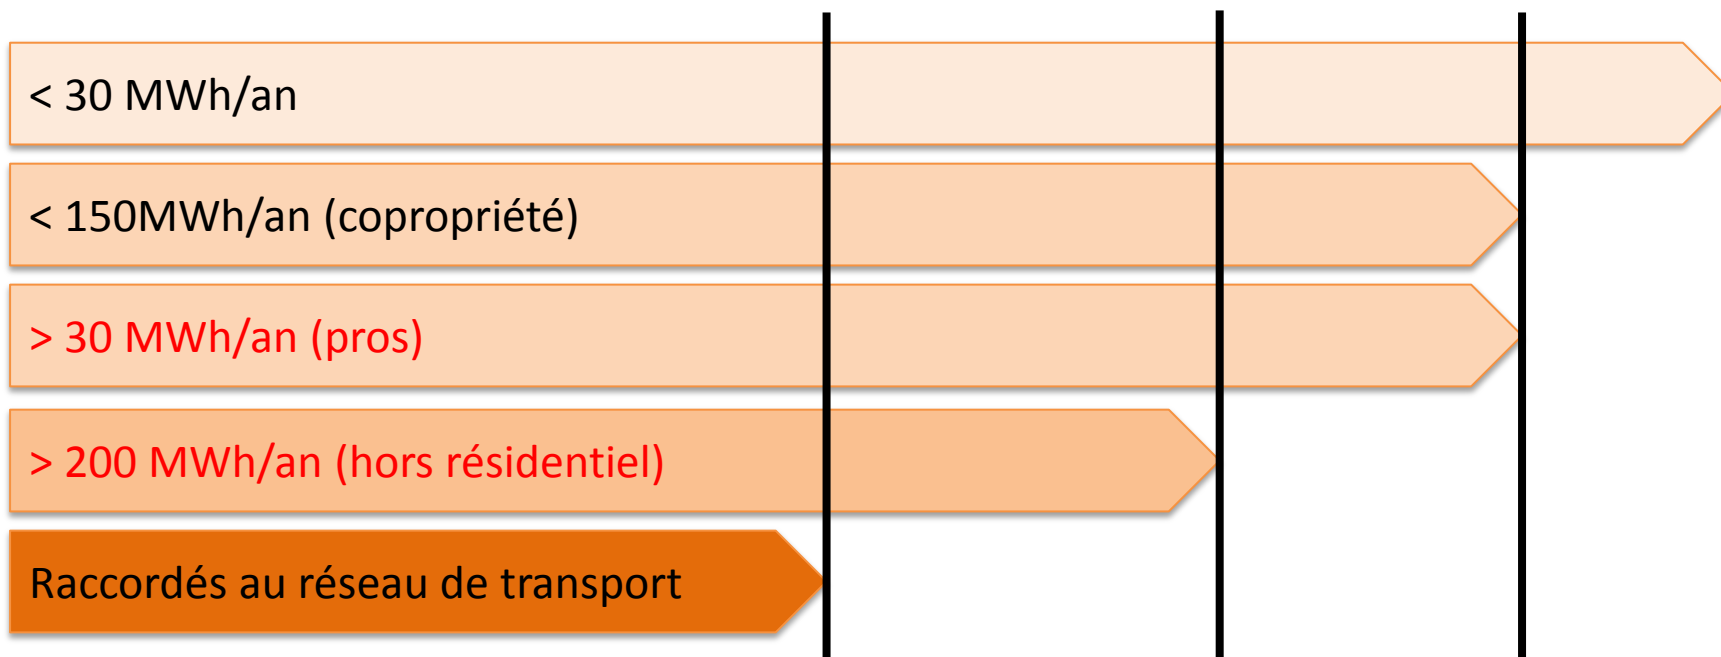 < 30 MWh/an
< 150MWh/an (copropriété)
> 30 MWh/an (pros)
> 200 MWh/an (hors résidentiel)
Raccordés au réseau de transport